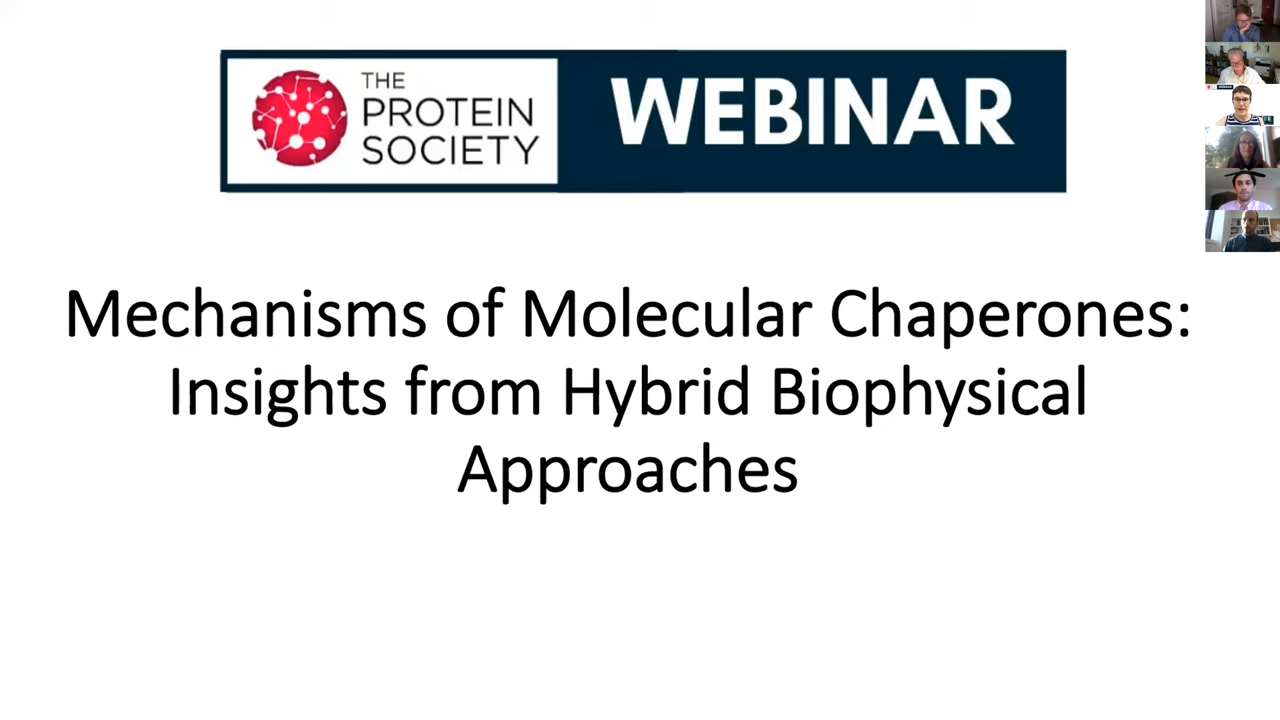 THE
PROTEIN
SOCIETY
WEBINAR
Mechanisms of Molecular Chaperones:
Insights from Hybrid Biophysical
Approaches